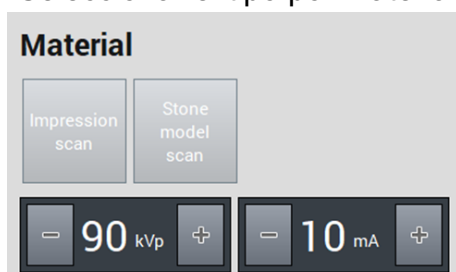 Material
Impression
scan
Stone
model
scan
− 90 kVp +
− 10 mA +